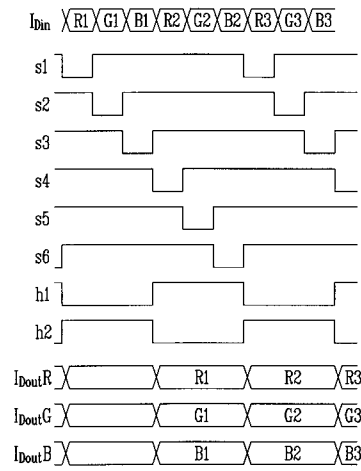 IDin R1 G1 B1 R2 G2 B2 R3 G3 B3
s1
s2
s3
s4
s5
s6
h1
h2
IDoutR R1 R2 R3
IDoutG G1 G2 G3
IDoutB B1 B2 B3